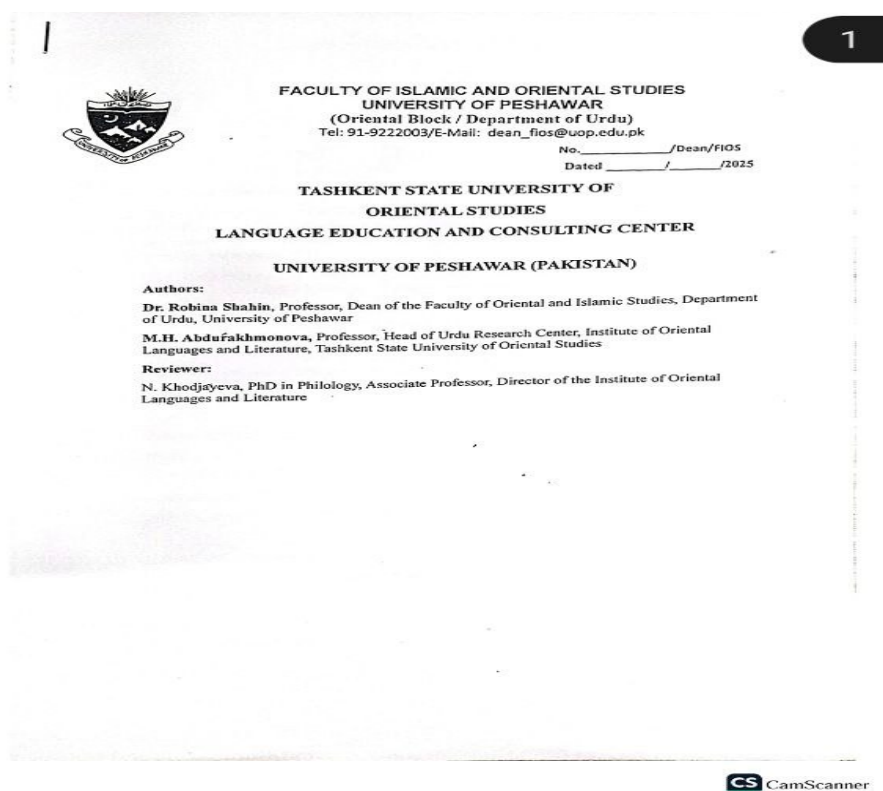 1
FACULTY OF ISLAMIC AND ORIENTAL STUDIES
UNIVERSITY OF PESHAWAR
(Oriental Block / Department of Urdu)
Tel: 91-9222003/E-Mail: dean_fios@uop.edu.pk
No.____________/Dean/FIOS
Dated ________/_______/2025
UNIVERSITY OF PESHAWAR
TASHKENT STATE UNIVERSITY OF
ORIENTAL STUDIES
LANGUAGE EDUCATION AND CONSULTING CENTER
UNIVERSITY OF PESHAWAR (PAKISTAN)
Authors:
Dr. Robina Shahin, Professor, Dean of the Faculty of Oriental and Islamic Studies, Department
of Urdu, University of Peshawar
M.H. Abdurakhmonova, Professor, Head of Urdu Research Center, Institute of Oriental
Languages and Literature, Tashkent State University of Oriental Studies
Reviewer:
N. Khodjayeva, PhD in Philology, Associate Professor, Director of the Institute of Oriental
Languages and Literature
CS CamScanner